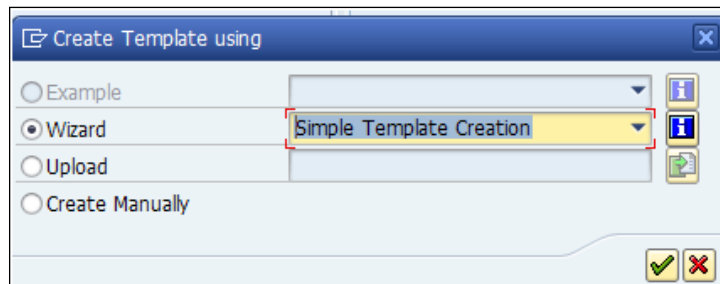 Create Template using
Example
Wizard Simple Template Creation
Upload
Create Manually